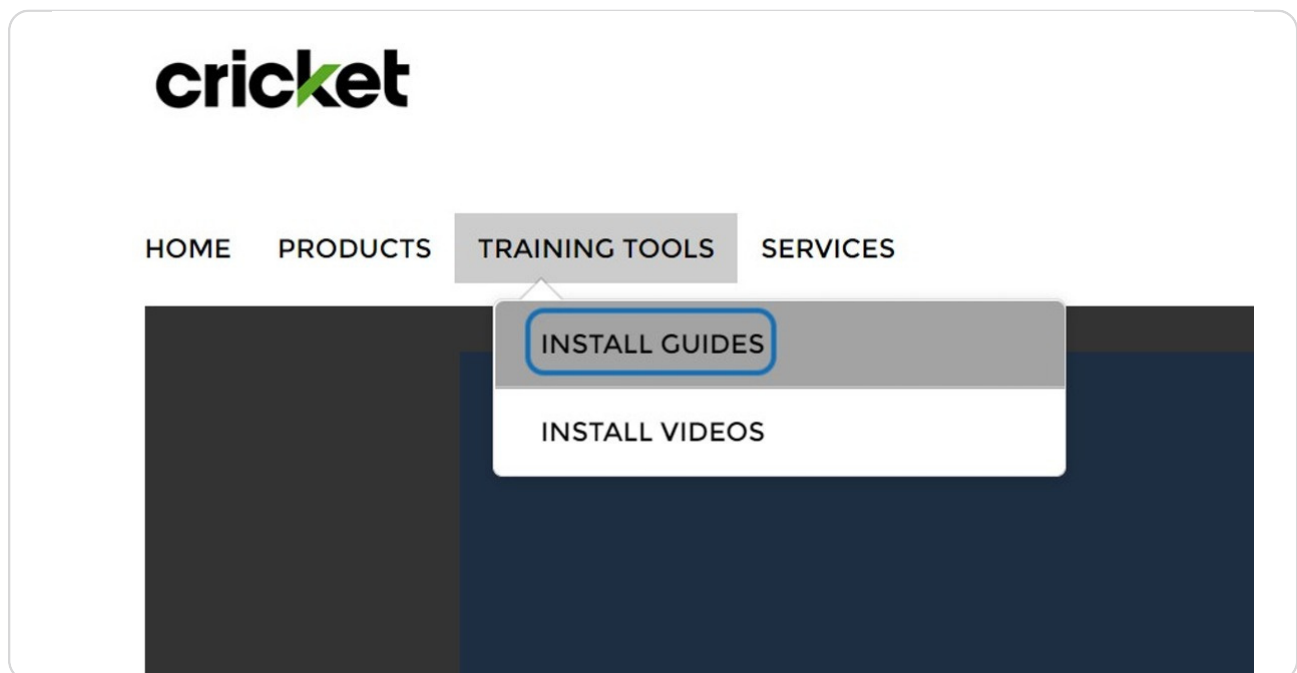 cricket
HOME PRODUCTS TRAINING TOOLS SERVICES
INSTALL GUIDES
INSTALL VIDEOS